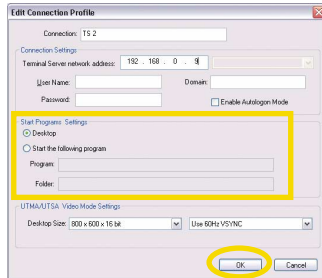 Edit Connection Profile
Connection: TS 2
Connection Settings
Terminal Server network address: 192 . 168 . 0 . 9
User Name: Domain:
Password: Enable Autologon Mode
Start Programs Settings
Desktop
Start the following program
Program:
Folder:
UTMA/UTSA Video Mode Settings
Desktop Size: 800 x 600 x 16 bit Use 60Hz VSYNC
OK Cancel